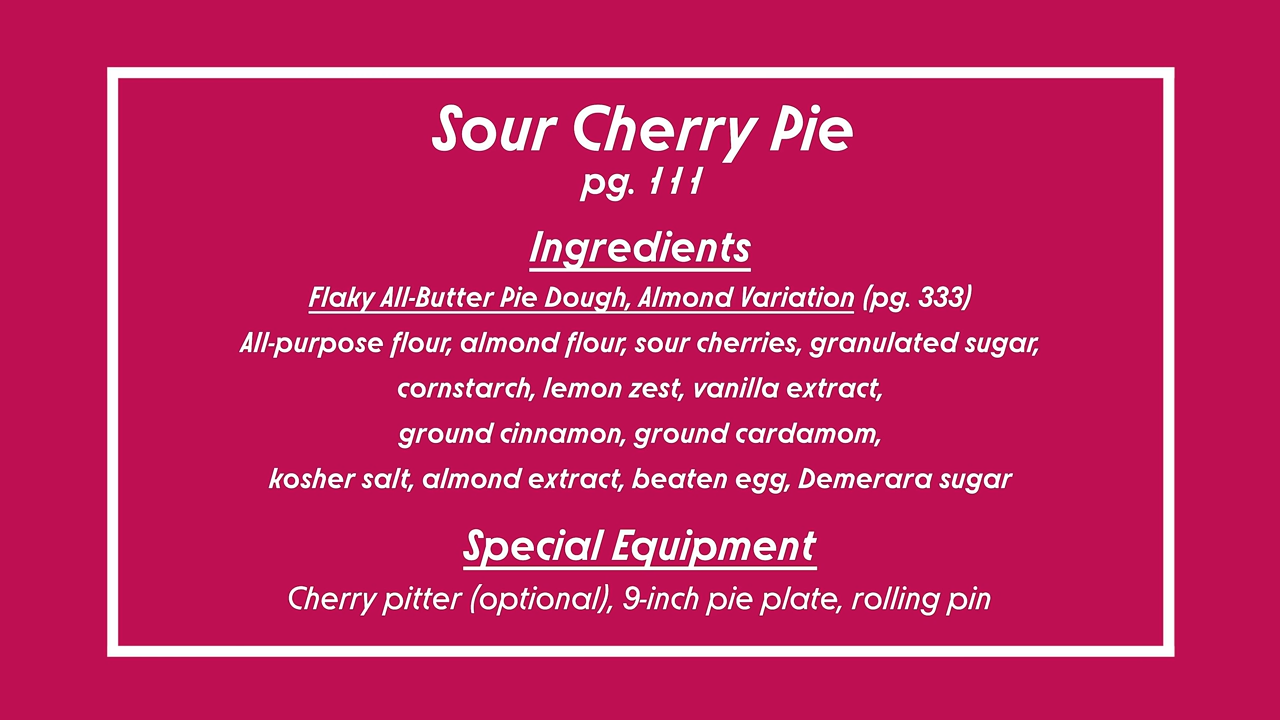 Sour Cherry Pie
pg. 111
Ingredients
Flaky All-Butter Pie Dough, Almond Variation (pg. 333)
All-purpose flour, almond flour, sour cherries, granulated sugar,
cornstarch, lemon zest, vanilla extract,
ground cinnamon, ground cardamom,
kosher salt, almond extract, beaten egg, Demerara sugar
Special Equipment
Cherry pitter (optional), 9-inch pie plate, rolling pin